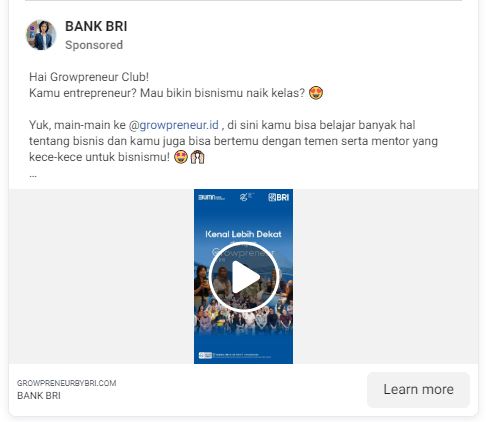 BANK BRI
Sponsored
Hai Growpreneur Club!
Kamu entrepreneur? Mau bikin bisnismu naik kelas? 😍
Yuk, main-main ke @growpreneur.id , di sini kamu bisa belajar banyak hal
tentang bisnis dan kamu juga bisa bertemu dengan temen serta mentor yang
kece-kece untuk bisnismu! 😍🙌
...
BUMN
BRI
Kenal Lebih Dekat
Growpreneur
GROWPRENEURBYBRI.COM
BANK BRI
Learn more